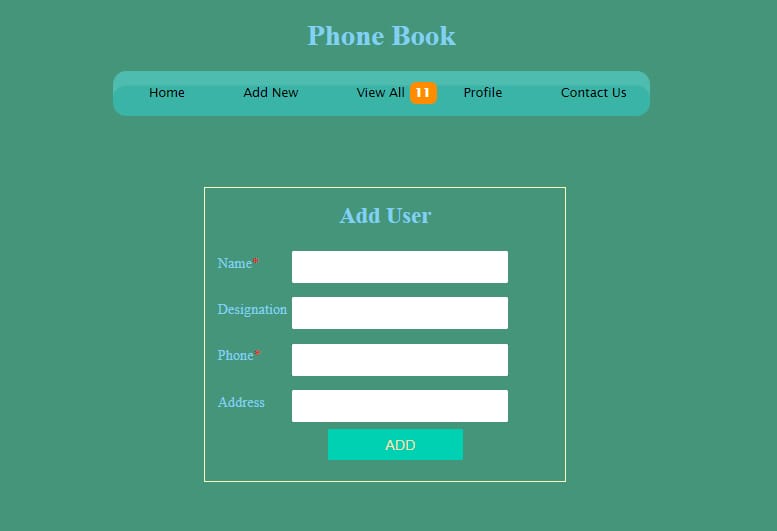 Phone Book
Home Add New View All 11 Profile Contact Us
Add User
Name*
Designation
Phone*
Address
ADD